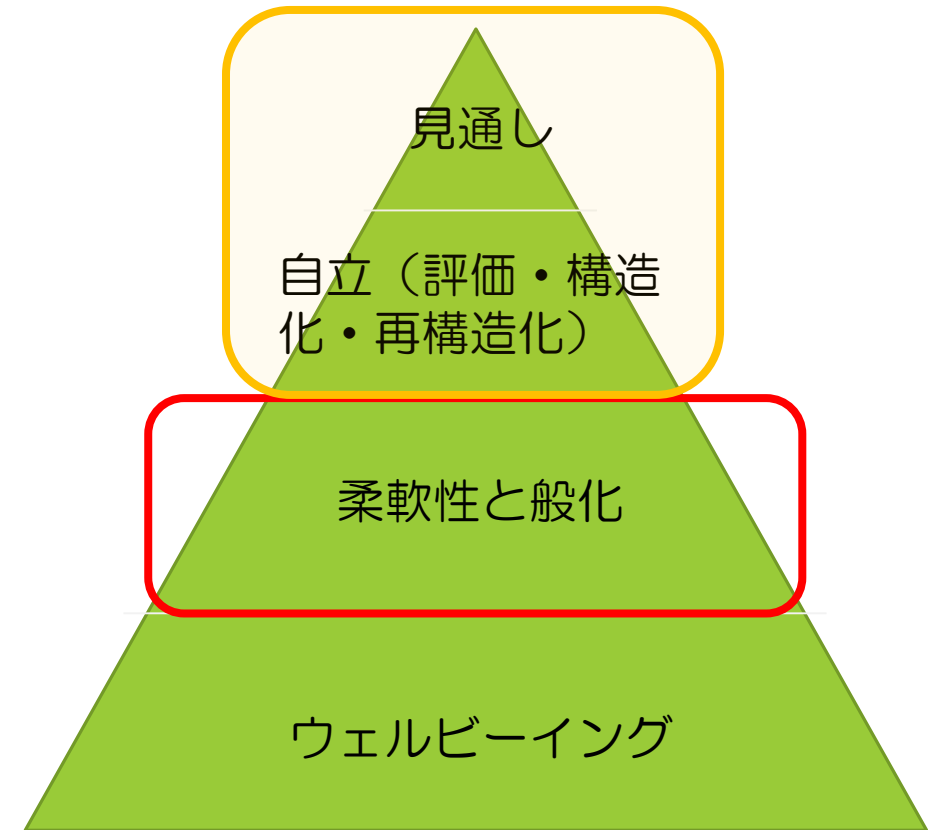 見通し
自立（評価・構造
化・再構造化）
柔軟性と般化
ウェルビーイング